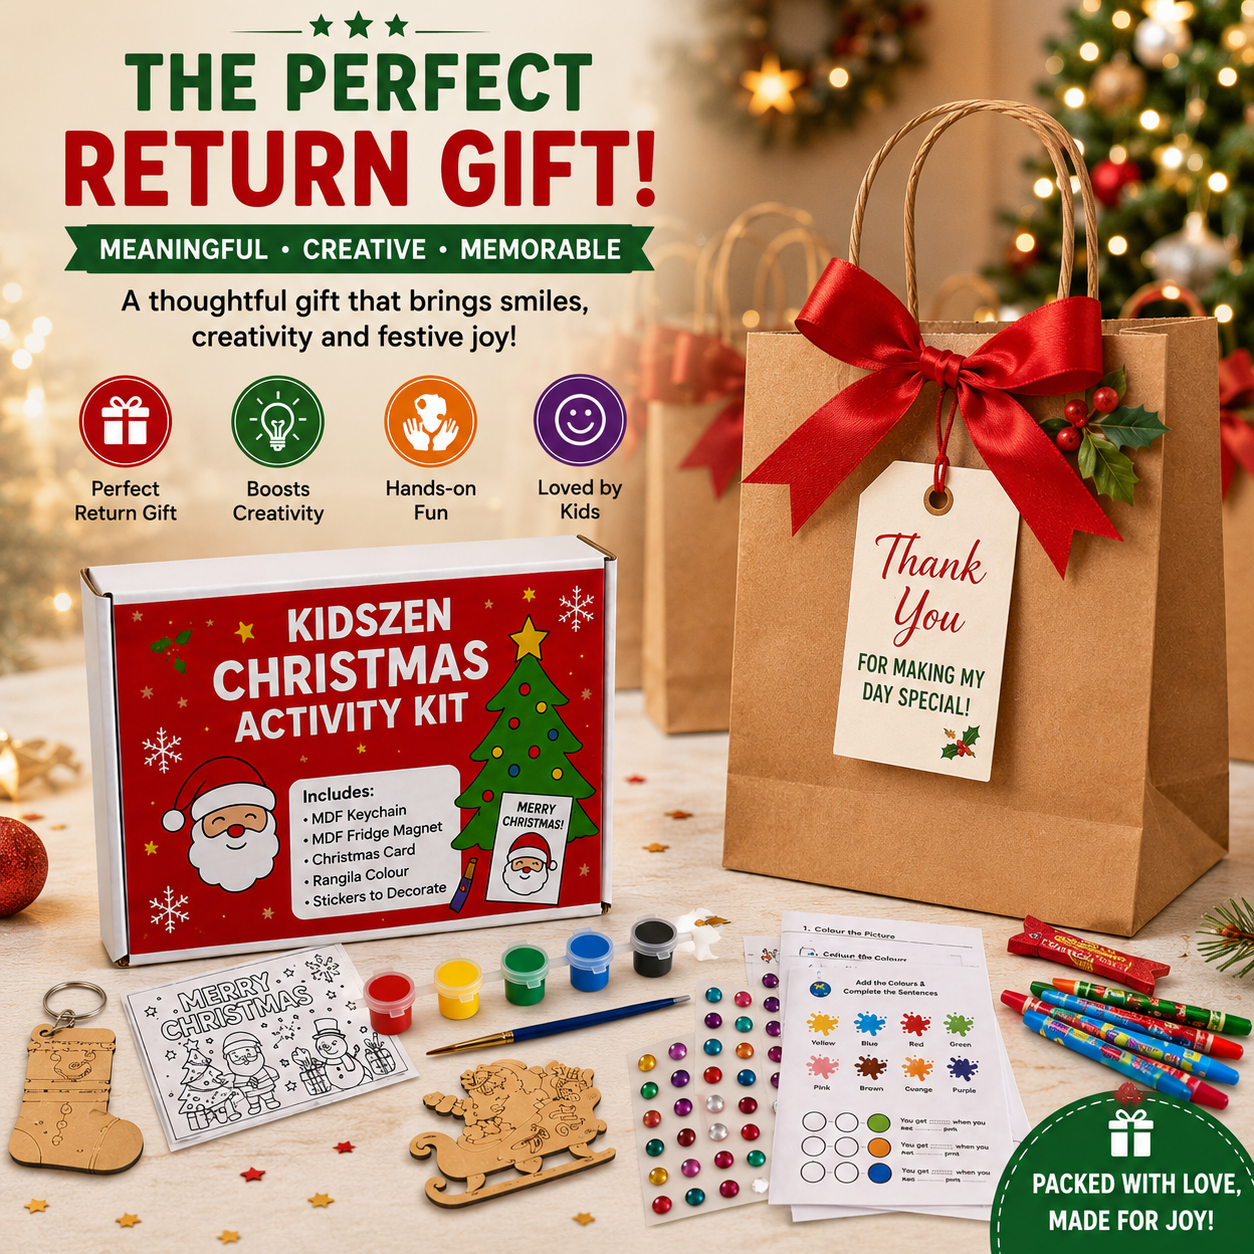 THE PERFECT
RETURN GIFT!
MEANINGFUL • CREATIVE • MEMORABLE
A thoughtful gift that brings smiles,
creativity and festive joy!
Perfect
Return Gift
Boosts
Creativity
Hands-on
Fun
Loved by
Kids
KIDSZEN
CHRISTMAS
ACTIVITY KIT
Includes:
• MDF Keychain
• MDF Fridge Magnet
• Christmas Card
• Rangila Colour
• Stickers to Decorate
MERRY
CHRISTMAS!
Thank
You
FOR MAKING MY
DAY SPECIAL!
MERRY
CHRISTMAS
1. Colour the Picture
Add the Colours &
Complete the Sentences
Yellow Blue Red Green
Pink Brown Cuange Purple
You get when you
You get when you
You get when you
PACKED WITH LOVE,
MADE FOR JOY!